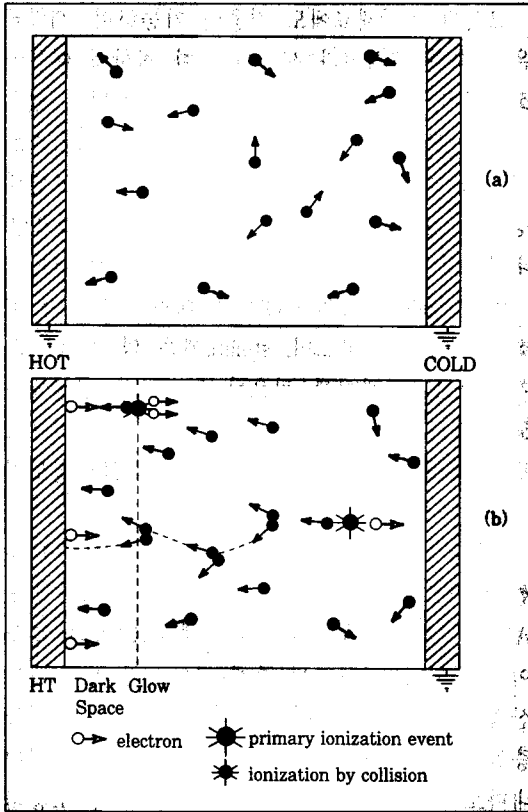 (a)
HOT COLD
(b)
HT Dark Glow
Space
electron primary ionization event
ionization by collision